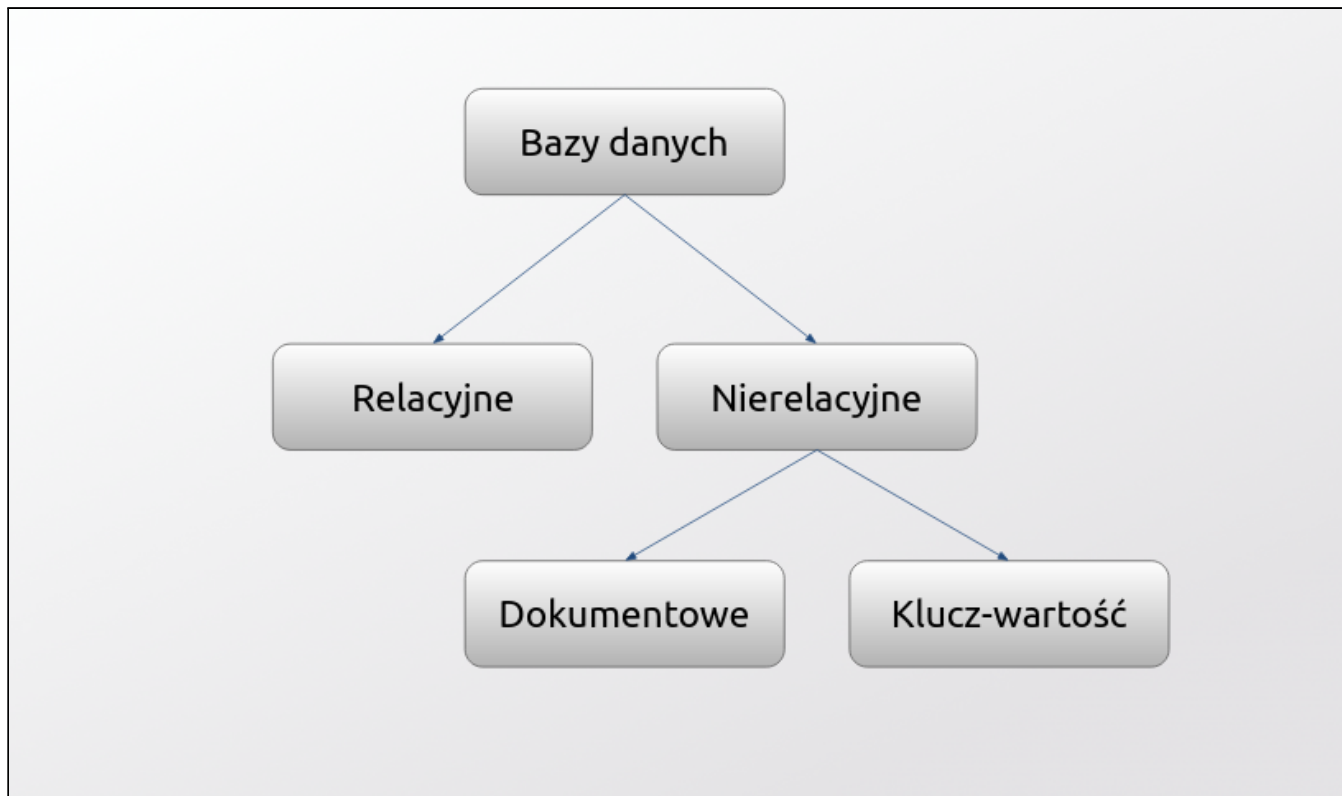 Bazy danych
Relacyjne
Nierelacyjne
Dokumentowe
Klucz-wartość